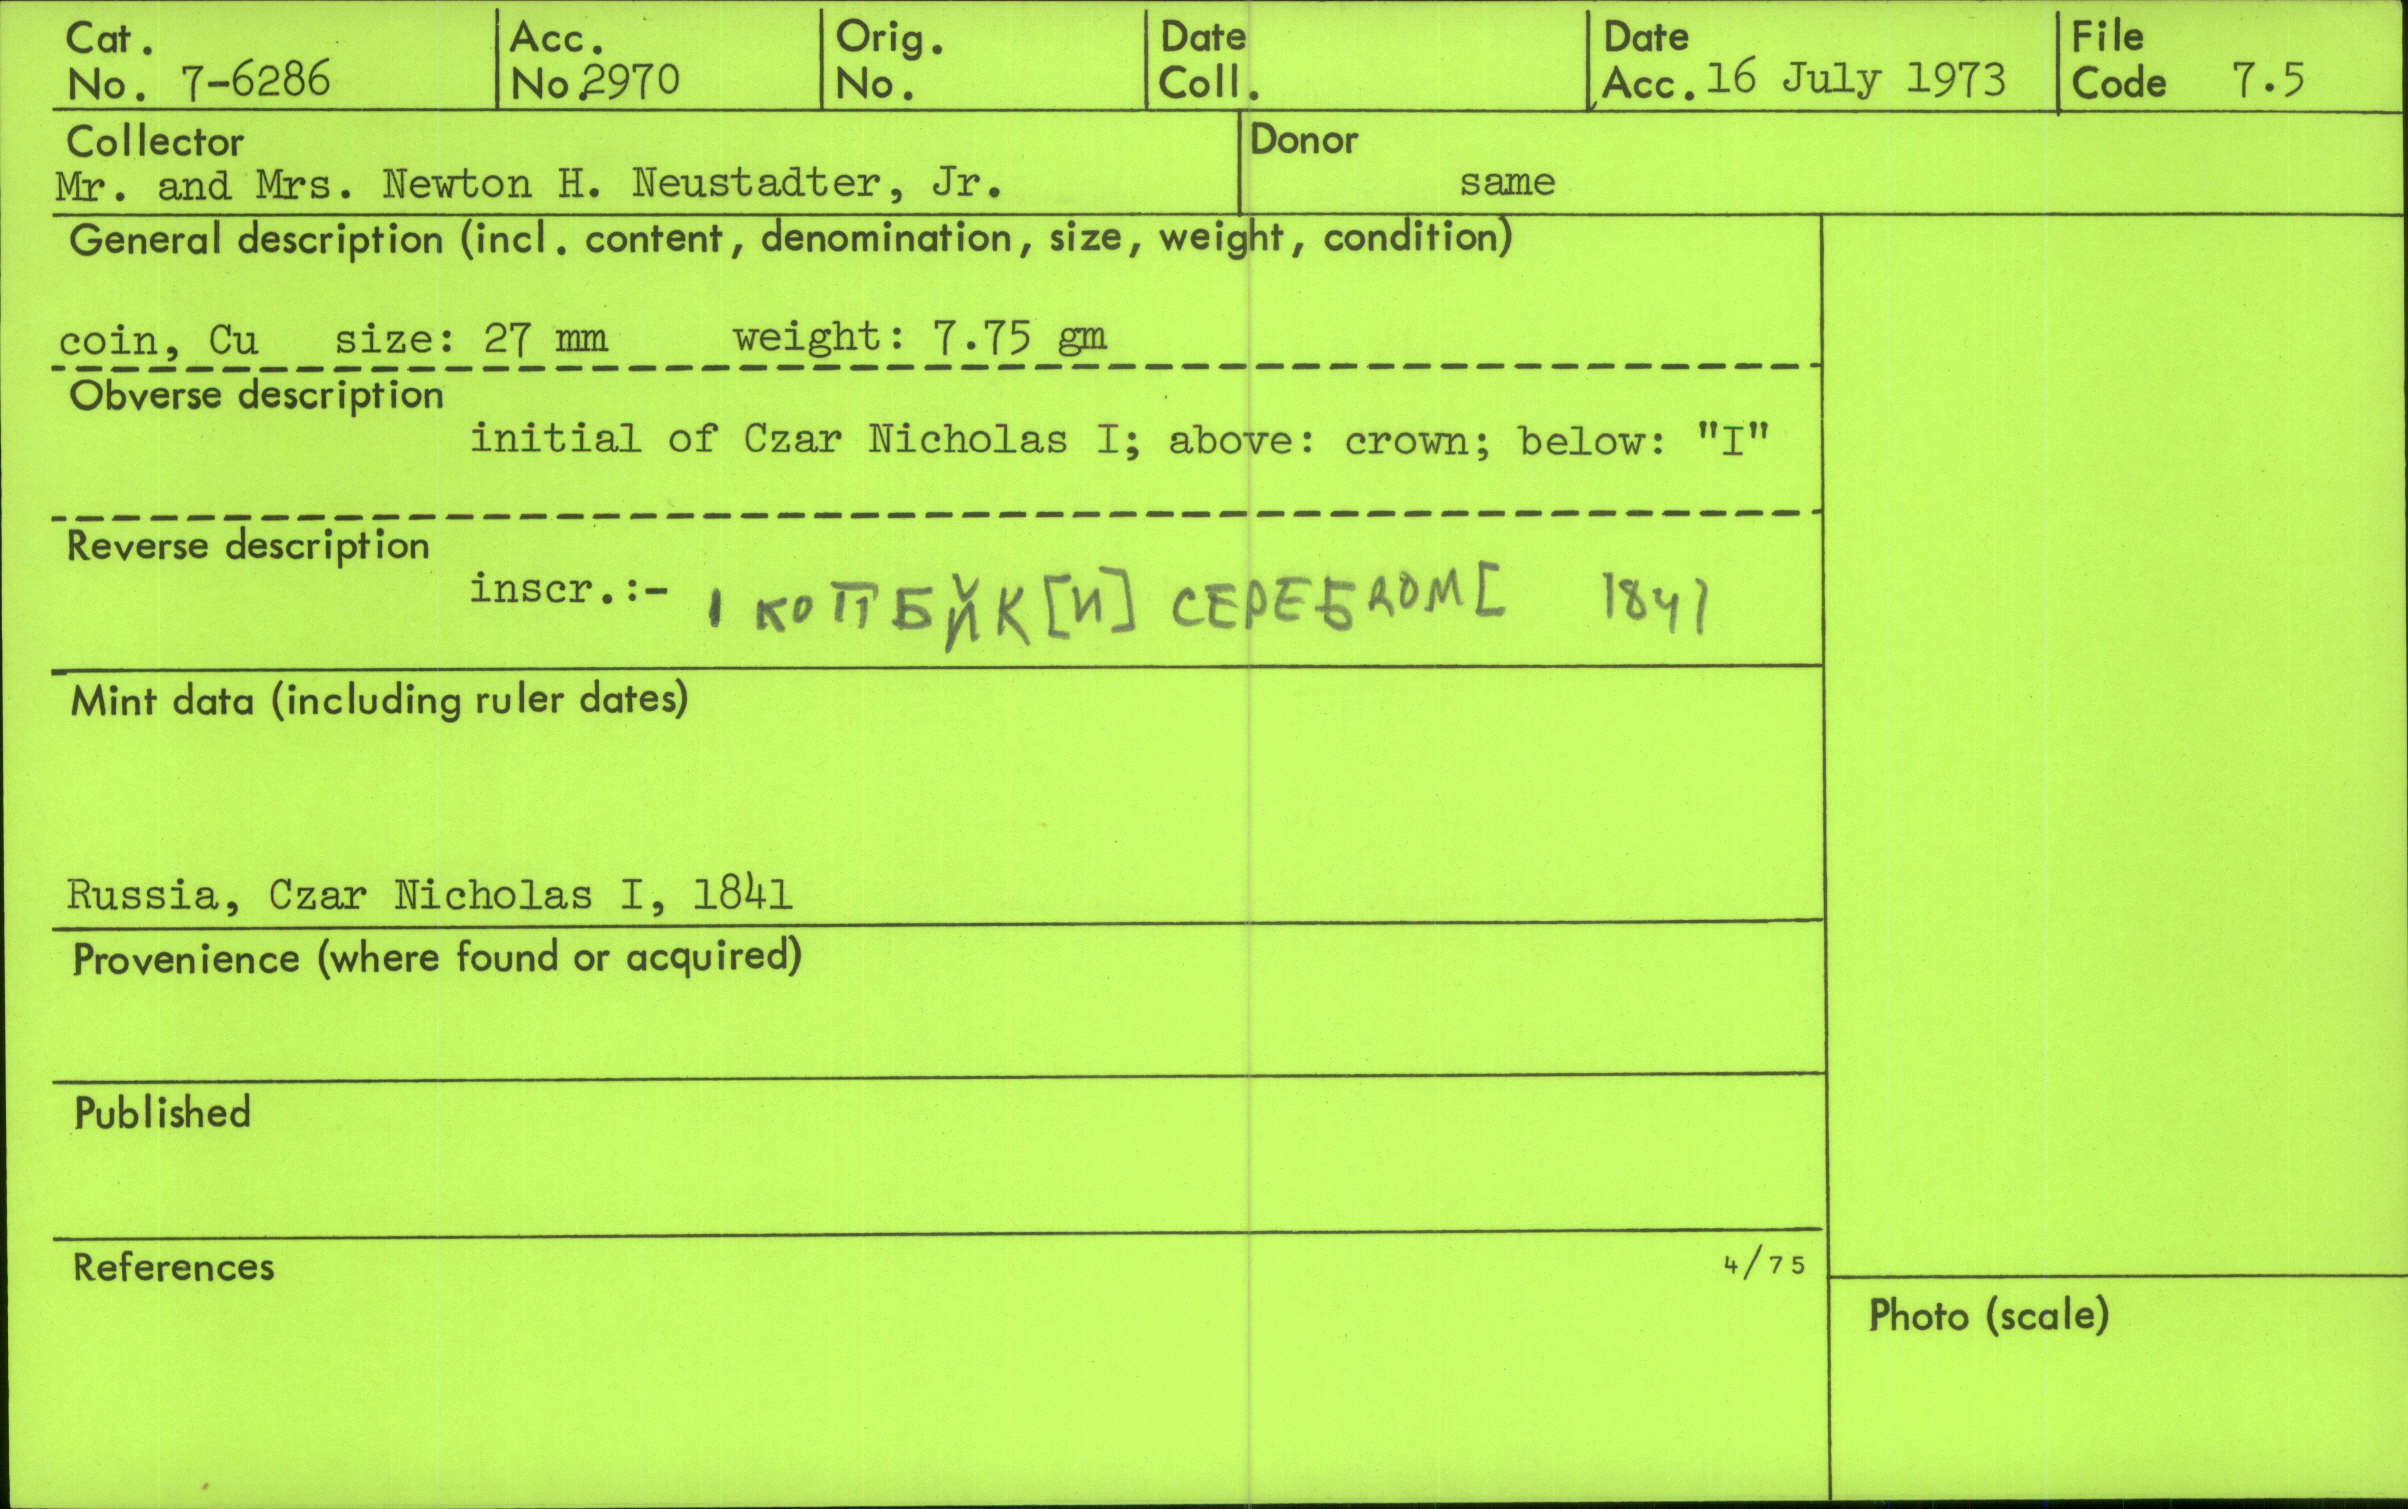 Cat. No. 7-6286
Acc. No. 2970
Orig. No.
Date Coll.
Date Acc. 16 July 1973
File Code 7.5
Collector
Mr. and Mrs. Newton H. Neustadter, Jr.
Donor
same
General description (incl. content, denomination, size, weight, condition)
coin, Cu size: 27 mm weight: 7.75 gm
Obverse description
initial of Czar Nicholas I; above: crown; below: "I"
Reverse description
inscr.:- 1 КОПБЙК[И] СЕРЕБROM[ 1841
Mint data (including ruler dates)
Russia, Czar Nicholas I, 1841
Provenience (where found or acquired)
Published
References
4/75
Photo (scale)